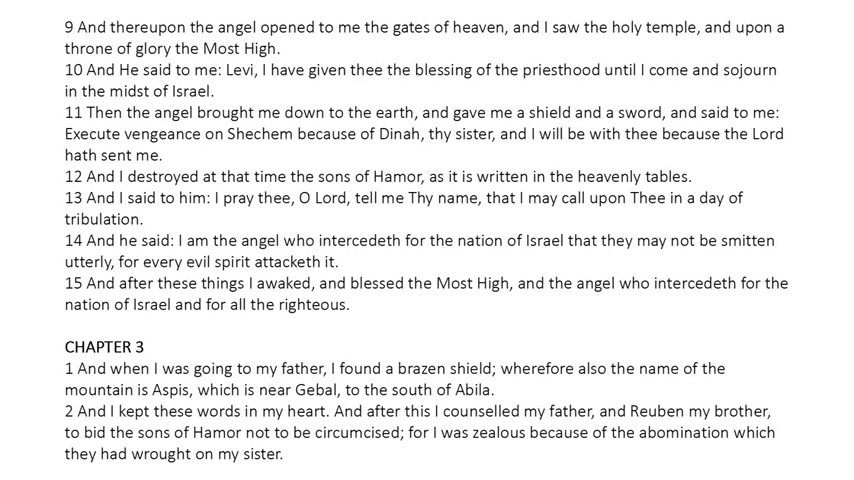 9 And thereupon the angel opened to me the gates of heaven, and I saw the holy temple, and upon a
throne of glory the Most High.
10 And He said to me: Levi, I have given thee the blessing of the priesthood until I come and sojourn
in the midst of Israel.
11 Then the angel brought me down to the earth, and gave me a shield and a sword, and said to me:
Execute vengeance on Shechem because of Dinah, thy sister, and I will be with thee because the Lord
hath sent me.
12 And I destroyed at that time the sons of Hamor, as it is written in the heavenly tables.
13 And I said to him: I pray thee, O Lord, tell me Thy name, that I may call upon Thee in a day of
tribulation.
14 And he said: I am the angel who intercedeth for the nation of Israel that they may not be smitten
utterly, for every evil spirit attacketh it.
15 And after these things I awaked, and blessed the Most High, and the angel who intercedeth for the
nation of Israel and for all the righteous.
CHAPTER 3
1 And when I was going to my father, I found a brazen shield; wherefore also the name of the
mountain is Aspis, which is near Gebal, to the south of Abila.
2 And I kept these words in my heart. And after this I counselled my father, and Reuben my brother,
to bid the sons of Hamor not to be circumcised; for I was zealous because of the abomination which
they had wrought on my sister.